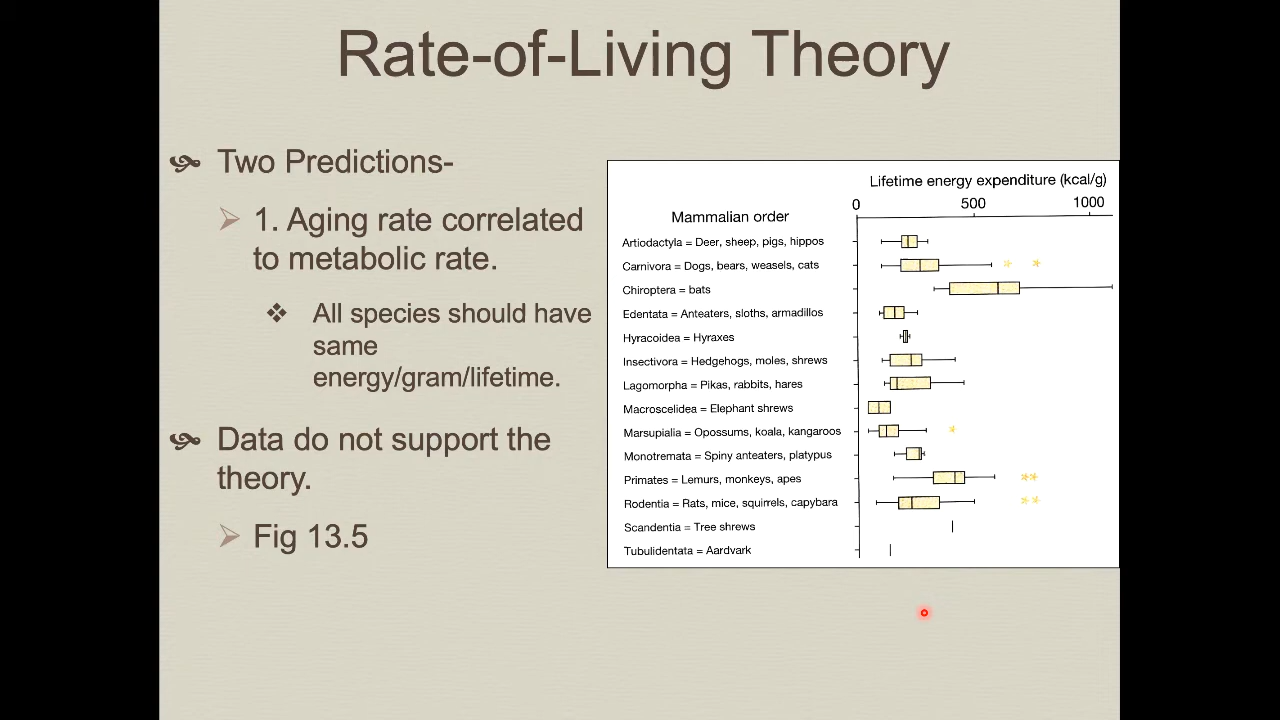 Rate-of-Living Theory
Two Predictions-
1. Aging rate correlated
to metabolic rate.
All species should have
same
energy/gram/lifetime.
Data do not support the
theory.
Fig 13.5
Lifetime energy expenditure (kcal/g)
0 500 1000
Mammalian order
Artiodactyla = Deer, sheep, pigs, hippos
Carnivora = Dogs, bears, weasels, cats
Chiroptera = bats
Edentata = Anteaters, sloths, armadillos
Hyracoidea = Hyraxes
Insectivora = Hedgehogs, moles, shrews
Lagomorpha = Pikas, rabbits, hares
Macroscelidea = Elephant shrews
Marsupialia = Opossums, koala, kangaroos
Monotremata = Spiny anteaters, platypus
Primates = Lemurs, monkeys, apes
Rodentia = Rats, mice, squirrels, capybara
Scandentia = Tree shrews
Tubulidentata = Aardvark